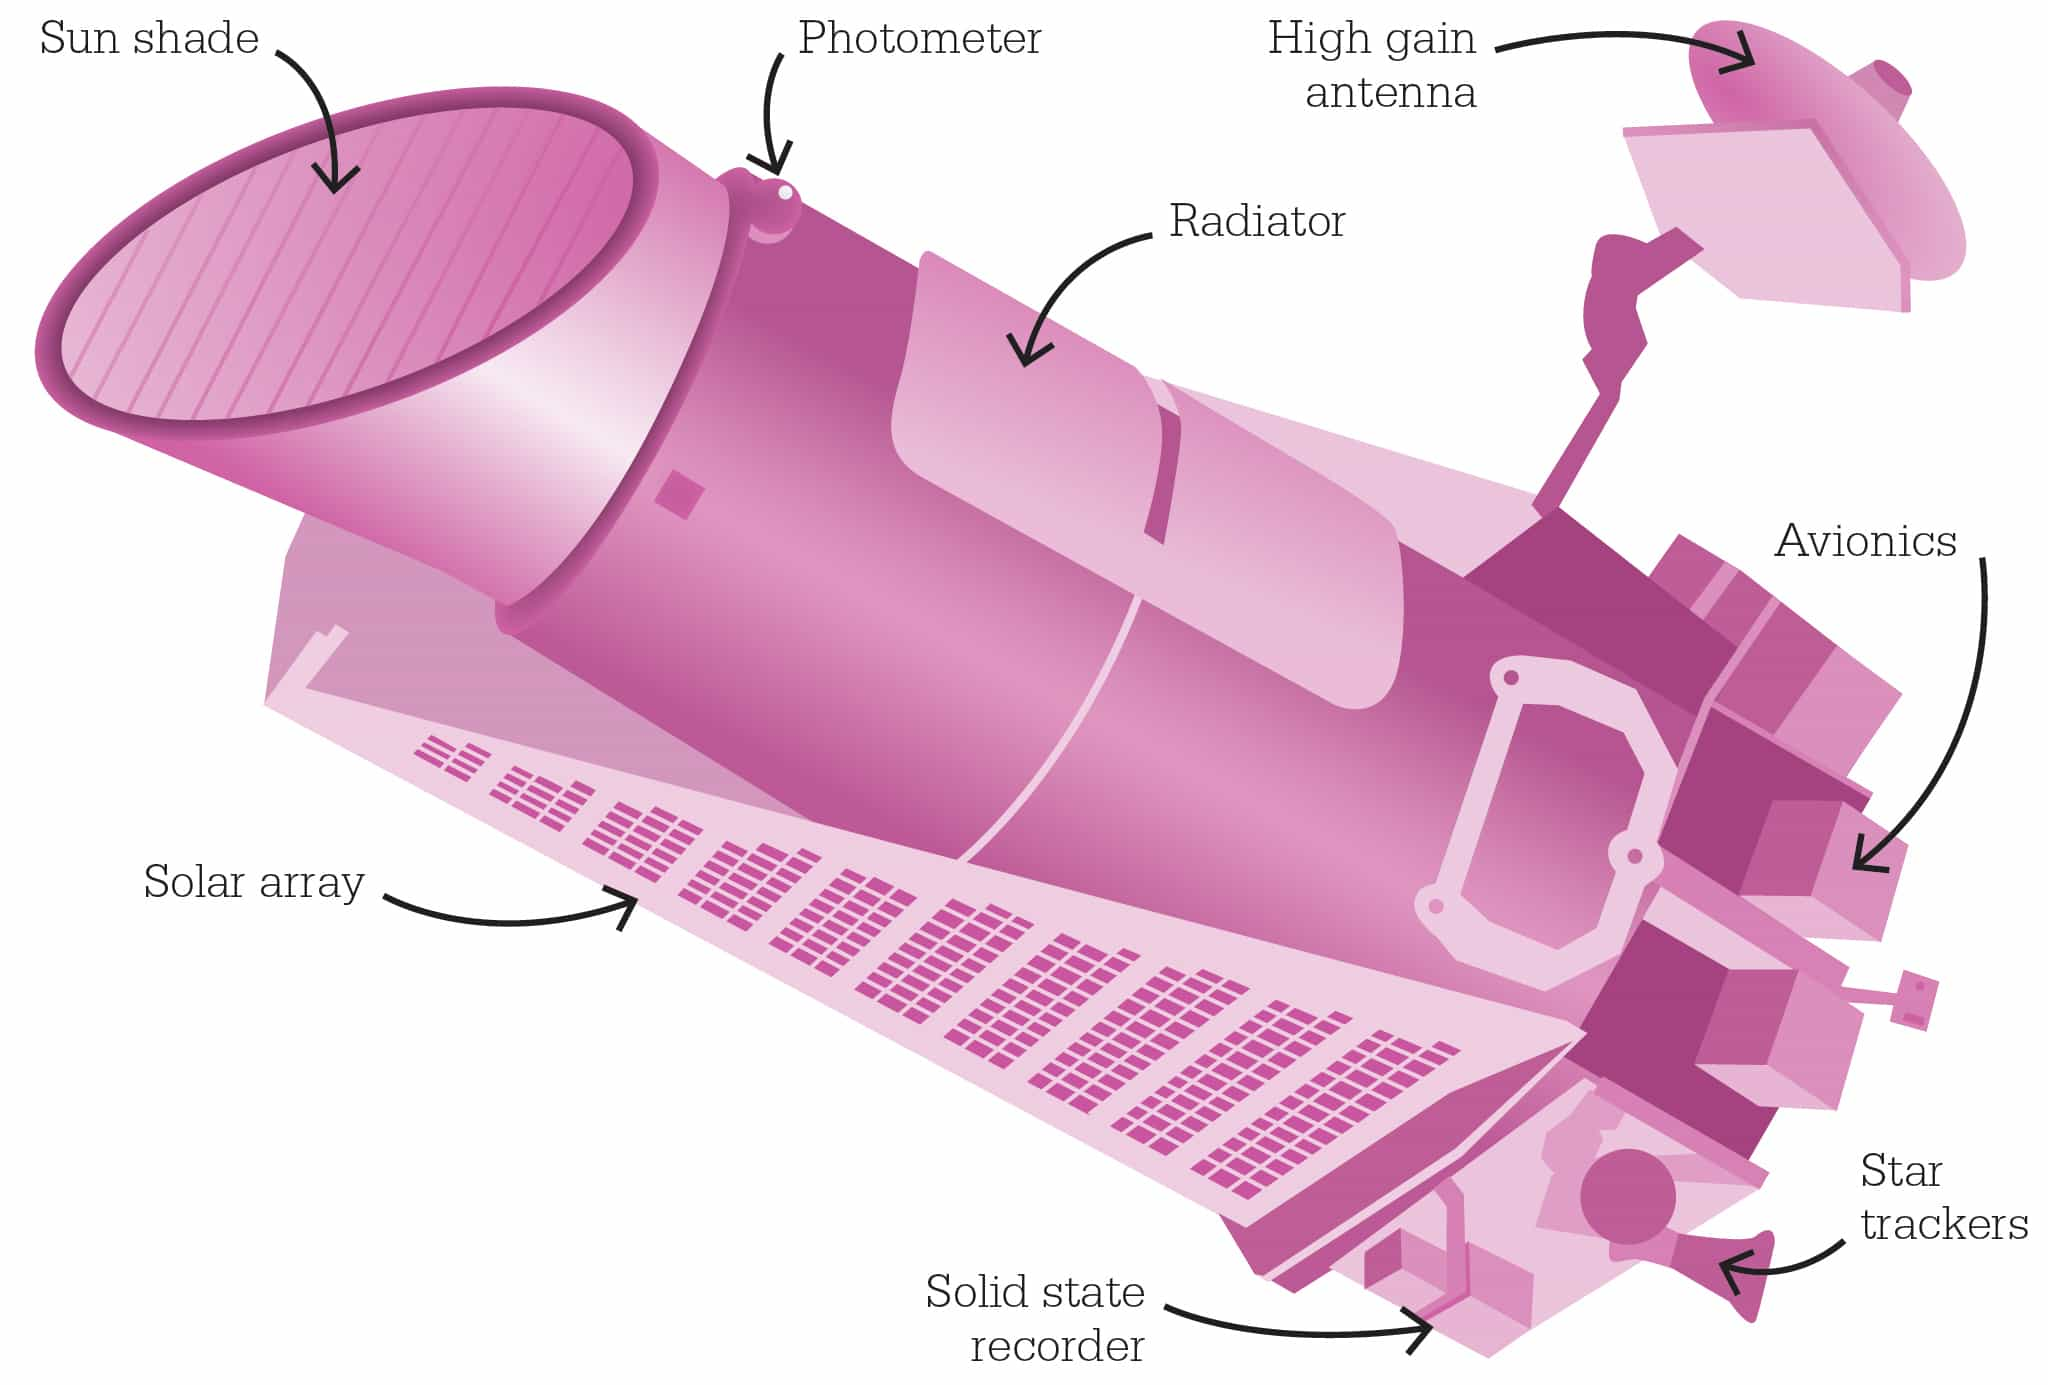 Sun shade
Photometer
High gain
antenna
Radiator
Avionics
Solar array
Star
trackers
Solid state
recorder